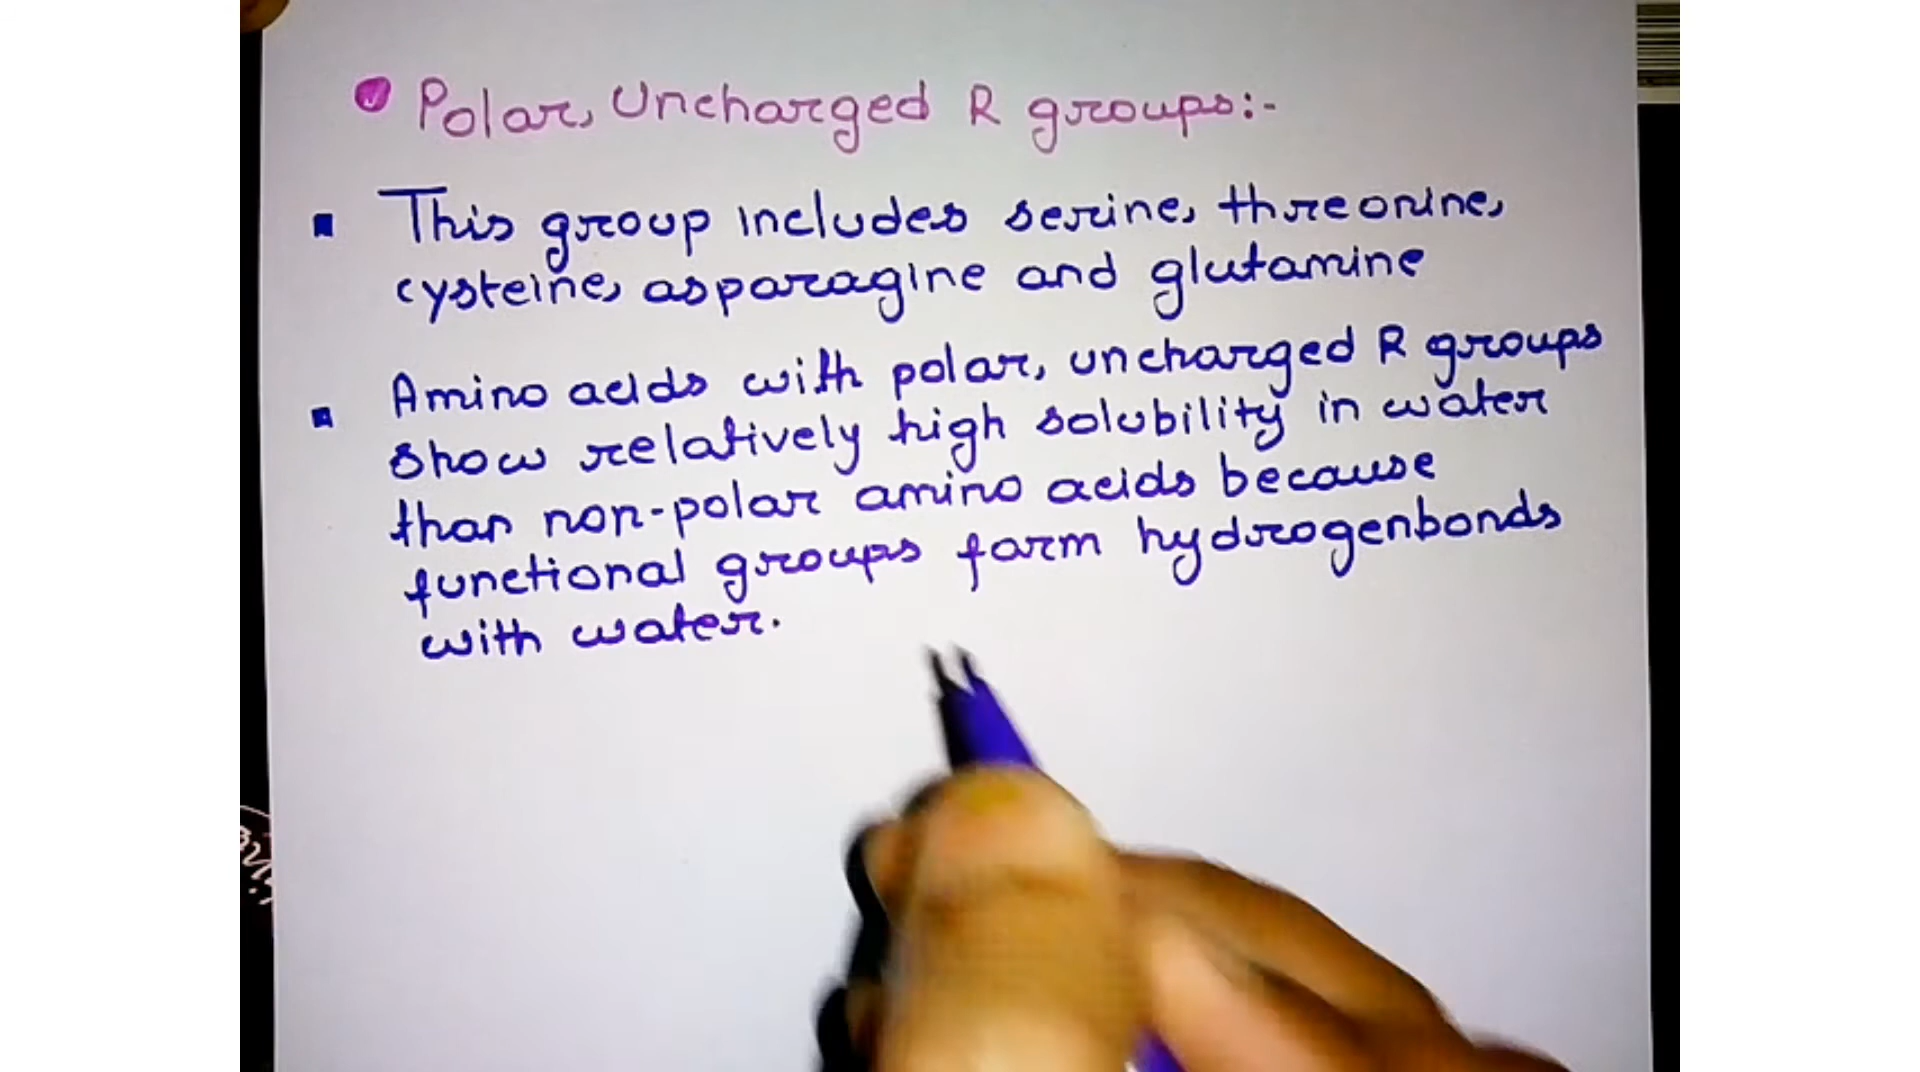 Polar, Uncharged R groups:-
This group includes serine, threonine,
cysteine, asparagine and glutamine
Amino acids with polar, uncharged R groups
show relatively high solubility in water
than non-polar amino acids because
functional groups form hydrogenbonds
with water.